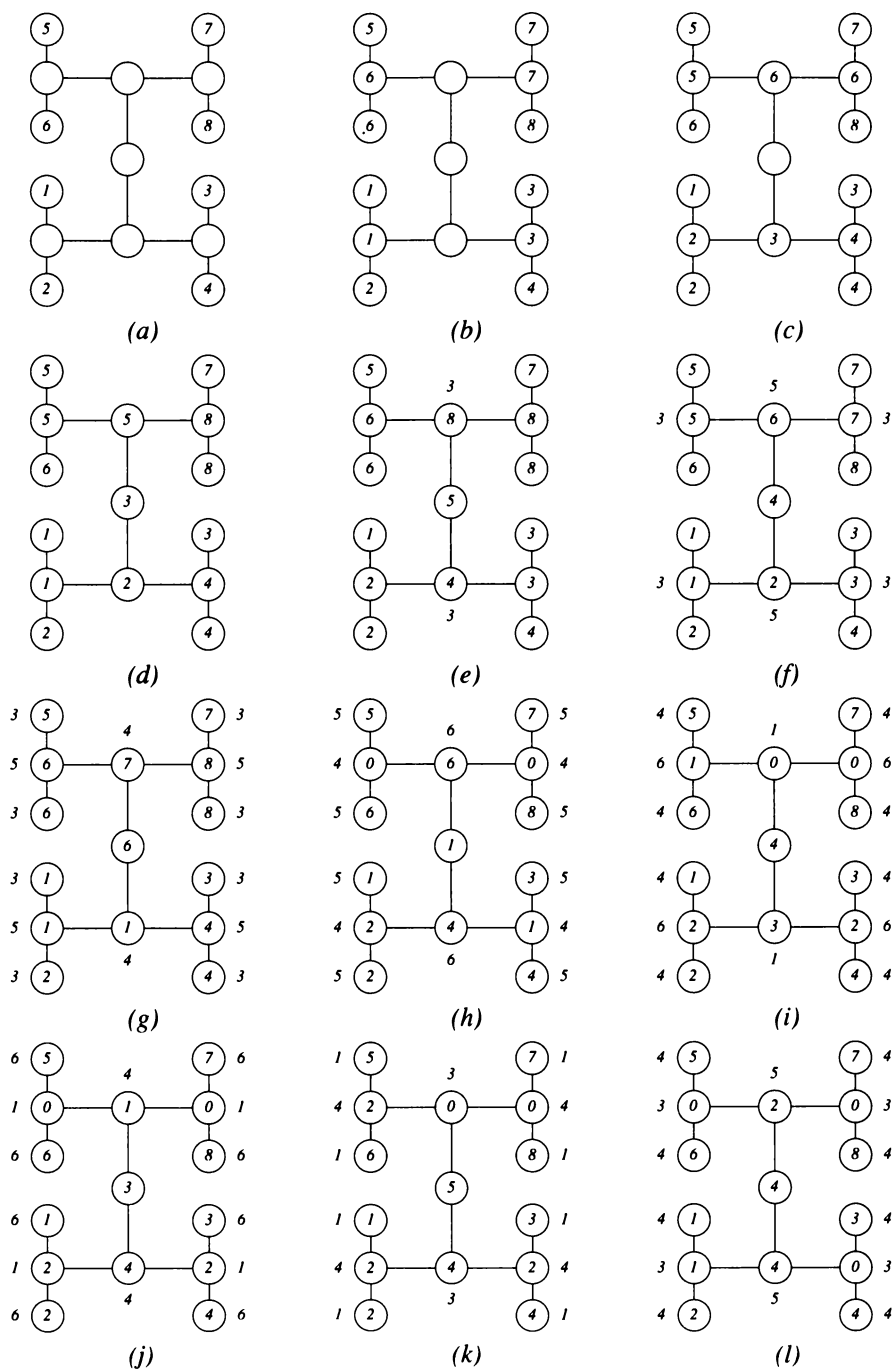 5 7 5 7 5 7
6 7 5 6 6
6 8 6 8 6 8
1 3 1 3 1 3
1 3 2 3 4
2 4 2 4 2 4
(a) (b) (c)
5 7 5 3 7 5 5 7
5 5 8 6 8 8 3 5 6 7 3
6 8 6 8 6 8
3 5 4
1 3 1 3 1 3
1 2 4 2 4 3 3 1 2 3 3
2 4 2 3 4 2 5 4
(d) (e) (f)
3 5 4 7 3 5 5 6 7 5 4 5 1 7 4
5 6 7 8 5 4 0 6 0 4 6 1 0 0 6
3 6 8 3 5 6 8 5 4 6 8 4
6 1 4
3 1 3 3 5 1 3 5 4 1 3 4
5 1 1 4 5 4 2 4 1 4 6 2 3 2 6
3 2 4 4 3 5 2 6 4 5 4 2 1 4 4
(g) (h) (i)
6 5 4 7 6 1 5 3 7 1 4 5 5 7 4
1 0 1 0 1 4 2 0 0 4 3 0 2 0 3
6 6 8 6 1 6 8 1 4 6 8 4
3 5 4
6 1 3 6 1 1 3 1 4 1 3 4
1 2 4 2 1 4 2 4 2 4 3 1 4 0 3
6 2 4 4 6 1 2 3 4 1 4 2 5 4 4
(j) (k) (l)